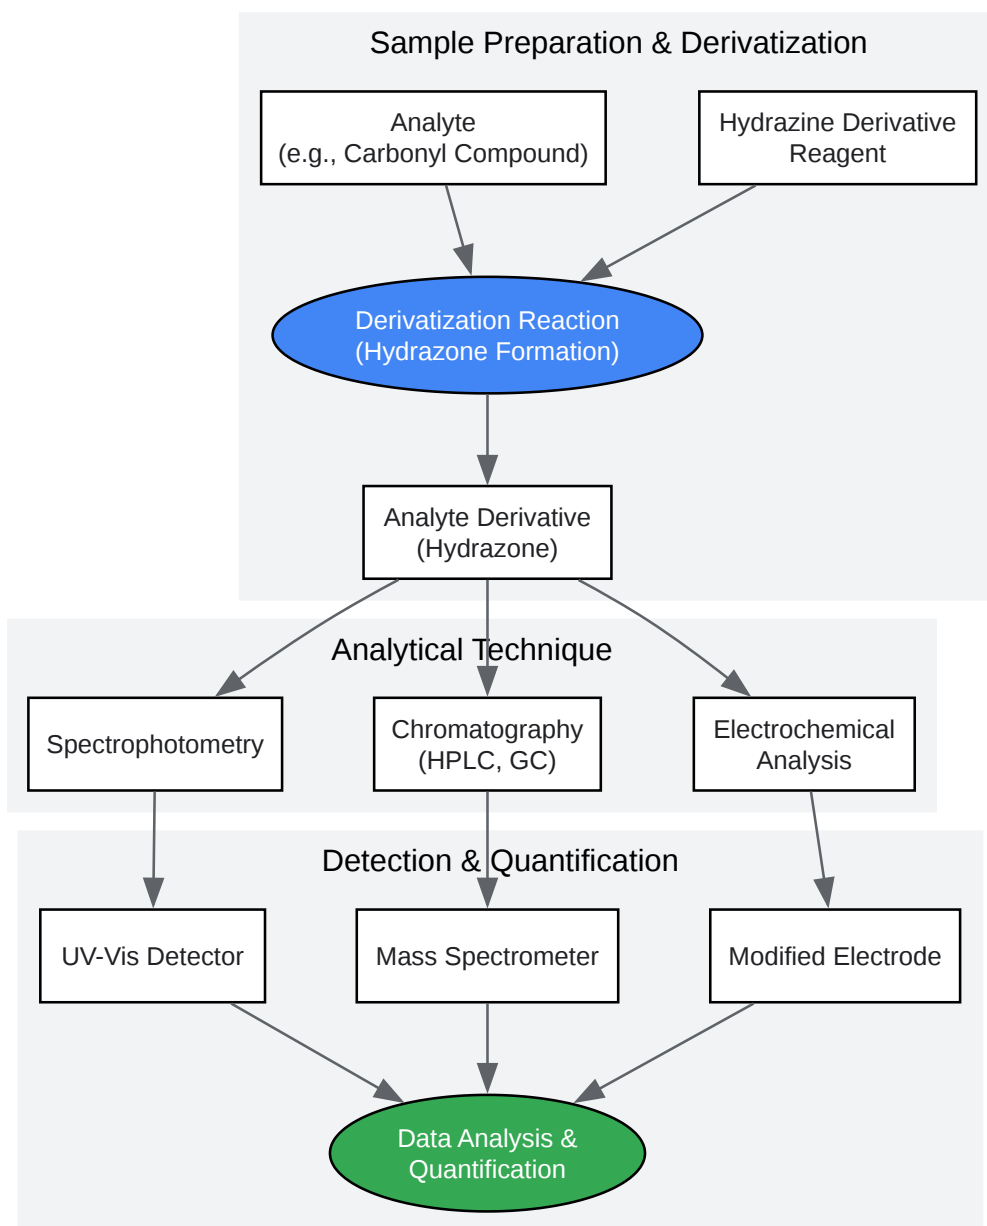 Sample Preparation & Derivatization
Analyte
(e.g., Carbonyl Compound)
Hydrazine Derivative
Reagent
Derivatization Reaction
(Hydrazone Formation)
Analyte Derivative
(Hydrazone)
Analytical Technique
Spectrophotometry
Chromatography
(HPLC, GC)
Electrochemical
Analysis
Detection & Quantification
UV-Vis Detector
Mass Spectrometer
Modified Electrode
Data Analysis &
Quantification